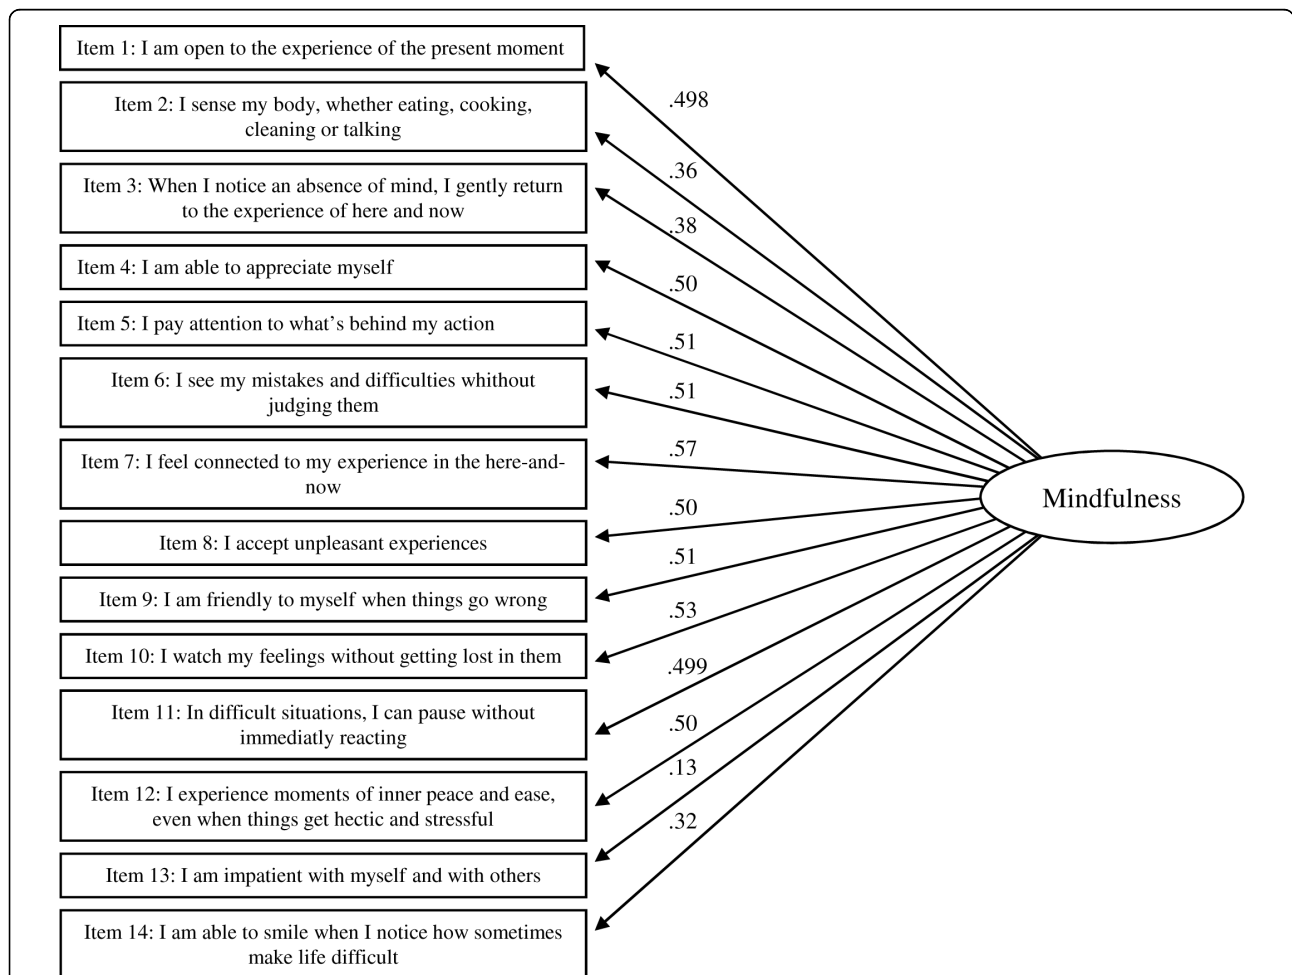 Item 1: I am open to the experience of the present moment
.498
Item 2: I sense my body, whether eating, cooking,
cleaning or talking
.36
Item 3: When I notice an absence of mind, I gently return
to the experience of here and now
.38
Item 4: I am able to appreciate myself
.50
Item 5: I pay attention to what's behind my action
.51
Item 6: I see my mistakes and difficulties whithout
judging them
.51
Item 7: I feel connected to my experience in the here-and-
now
.57
Mindfulness
Item 8: I accept unpleasant experiences
.50
Item 9: I am friendly to myself when things go wrong
.51
Item 10: I watch my feelings without getting lost in them
.53
Item 11: In difficult situations, I can pause without
immediatly reacting
.499
Item 12: I experience moments of inner peace and ease,
even when things get hectic and stressful
.50
Item 13: I am impatient with myself and with others
.13
Item 14: I am able to smile when I notice how sometimes
make life difficult
.32